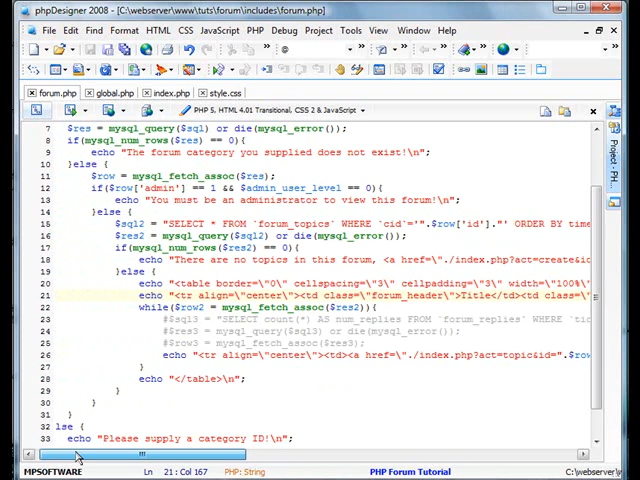 phpDesigner 2008 - [C:\webserver\www\tuts\forum\includes\forum.php]
File Edit Search Format HTML CSS JavaScript PHP Debug Project Tools View Window Help
forum.php global.php index.php style.css
PHP 5, HTML 4.01 Transitional, CSS 2 & JavaScript
7 $res = mysql_query($sql) or die(mysql_error());
8 if(mysql_num_rows($res) == 0){
9 echo "The forum category you supplied does not exist!\n";
10 }else {
11 $row = mysql_fetch_assoc($res);
12 if($row['admin'] == 1 && $admin_user_level == 0){
13 echo "You must be an administrator to view this forum!\n";
14 }else {
15 $sql2 = "SELECT * FROM `forum_topics` WHERE `cid`='".$row['id']."' ORDER BY time
16 $res2 = mysql_query($sql2) or die(mysql_error());
17 if(mysql_num_rows($res2) == 0){
18 echo "There are no topics in this forum, <a href=\"./index.php?act=create&id
19 }else {
20 echo "<table border=\"0\" cellspacing=\"3\" cellpadding=\"3\" width=\"100%\
21 echo "<tr align=\"center\"><td class=\"forum_header\">Title</td><td class=\"
22 while($row2 = mysql_fetch_assoc($res2)){
23 #$sql3 = "SELECT count(*) AS num_replies FROM `forum_replies` WHERE `tid
24 #$res3 = mysql_query($sql3) or die(mysql_error());
25 #$row3 = mysql_fetch_assoc($res3);
26 echo "<tr align=\"center\"><td><a href=\"./index.php?act=topic&id=".$row
27 }
28 echo "</table>\n";
29 }
30 }
31 }
32 lse {
33 echo "Please supply a category ID!\n";
Project - PH
MPSOFTWARE Ln 21 : Col 167 PHP: String PHP Forum Tutorial C:\webserver\w